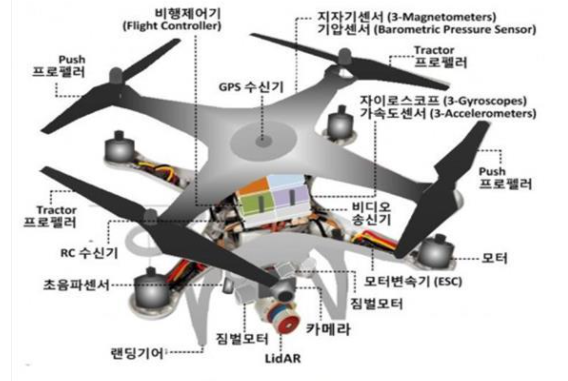 비행제어기
(Flight Controller)
지자기센서 (3-Magnetometers)
기압센서 (Barometric Pressure Sensor)
Push
프로펠러
Tractor
프로펠러
GPS 수신기
자이로스코프 (3-Gyroscopes)
가속도센서 (3-Accelerometers)
Push
프로펠러
Tractor
프로펠러
비디오
송신기
RC 수신기
모터
초음파센서
모터변속기 (ESC)
짐벌모터
짐벌모터
카메라
랜딩기어
LidAR